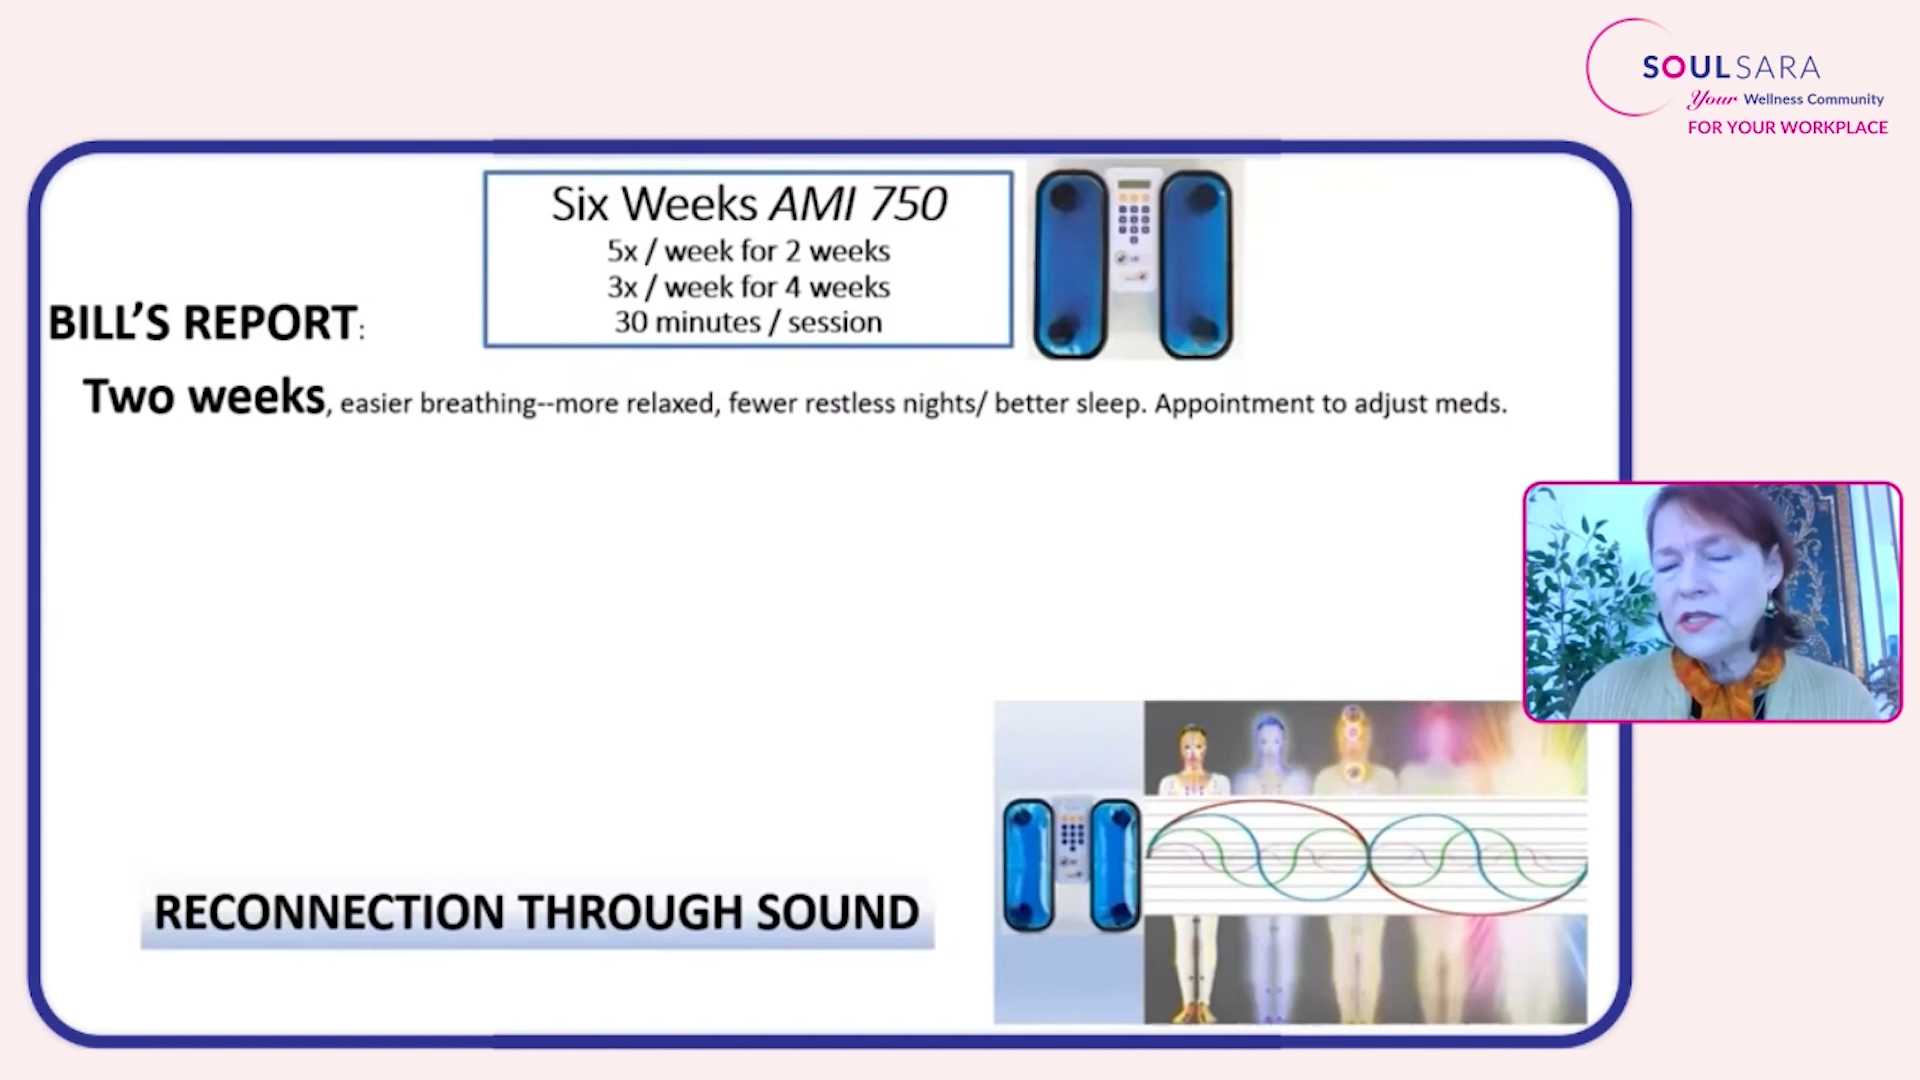 SOULSARA
Your Wellness Community
FOR YOUR WORKPLACE
Six Weeks AMI 750
5x / week for 2 weeks
3x / week for 4 weeks
30 minutes / session
BILL’S REPORT:
Two weeks, easier breathing--more relaxed, fewer restless nights/ better sleep. Appointment to adjust meds.
RECONNECTION THROUGH SOUND